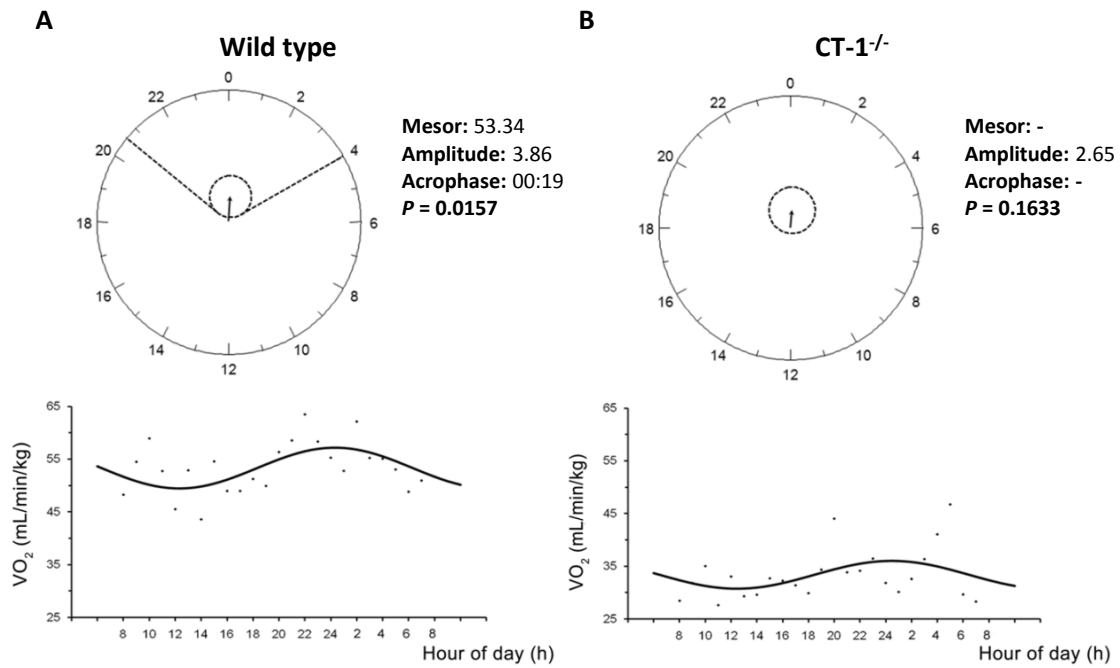 A
Wild type
0
2
4
6
8
10
12
14
16
18
20
22
Mesor: 53.34
Amplitude: 3.86
Acrophase: 00:19
P = 0.0157
65
55
45
35
25
VO2 (mL/min/kg)
8 10 12 14 16 18 20 22 24 2 4 6 8
Hour of day (h)
B
CT-1-/-
0
2
4
6
8
10
12
14
16
18
20
22
Mesor: -
Amplitude: 2.65
Acrophase: -
P = 0.1633
65
55
45
35
25
VO2 (mL/min/kg)
8 10 12 14 16 18 20 22 24 2 4 6 8
Hour of day (h)